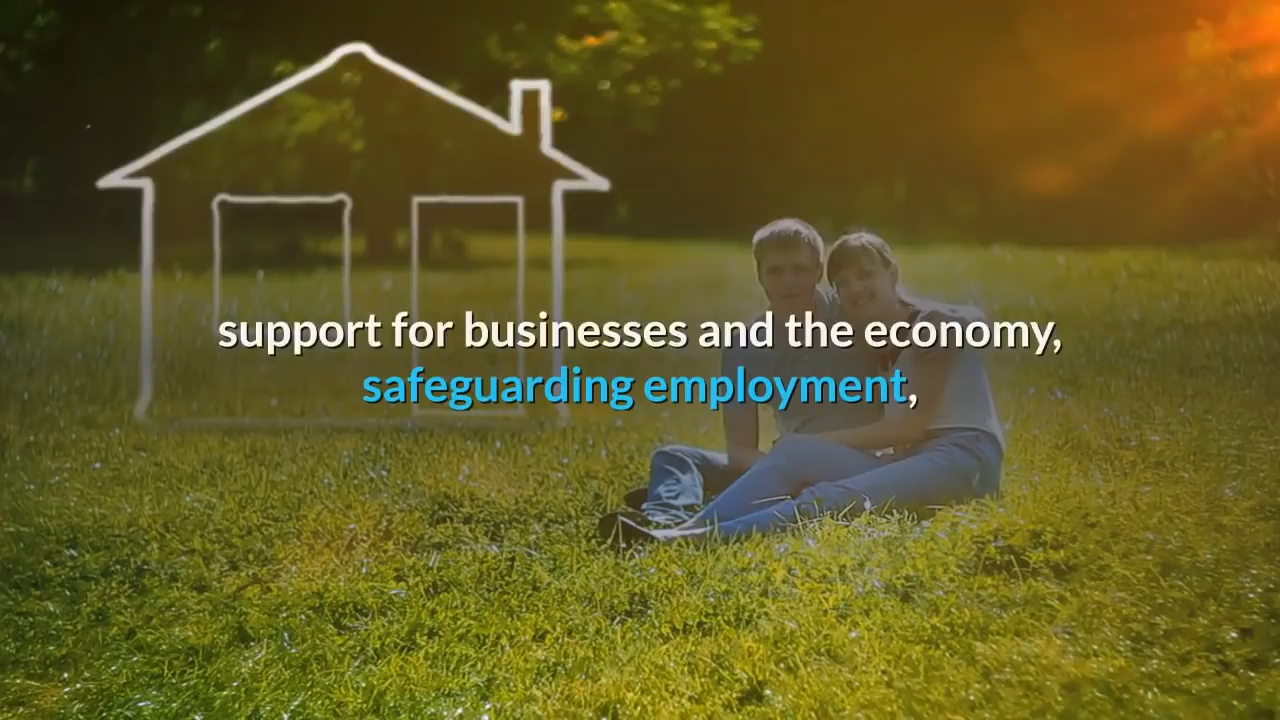 support for businesses and the economy,
safeguarding employment,